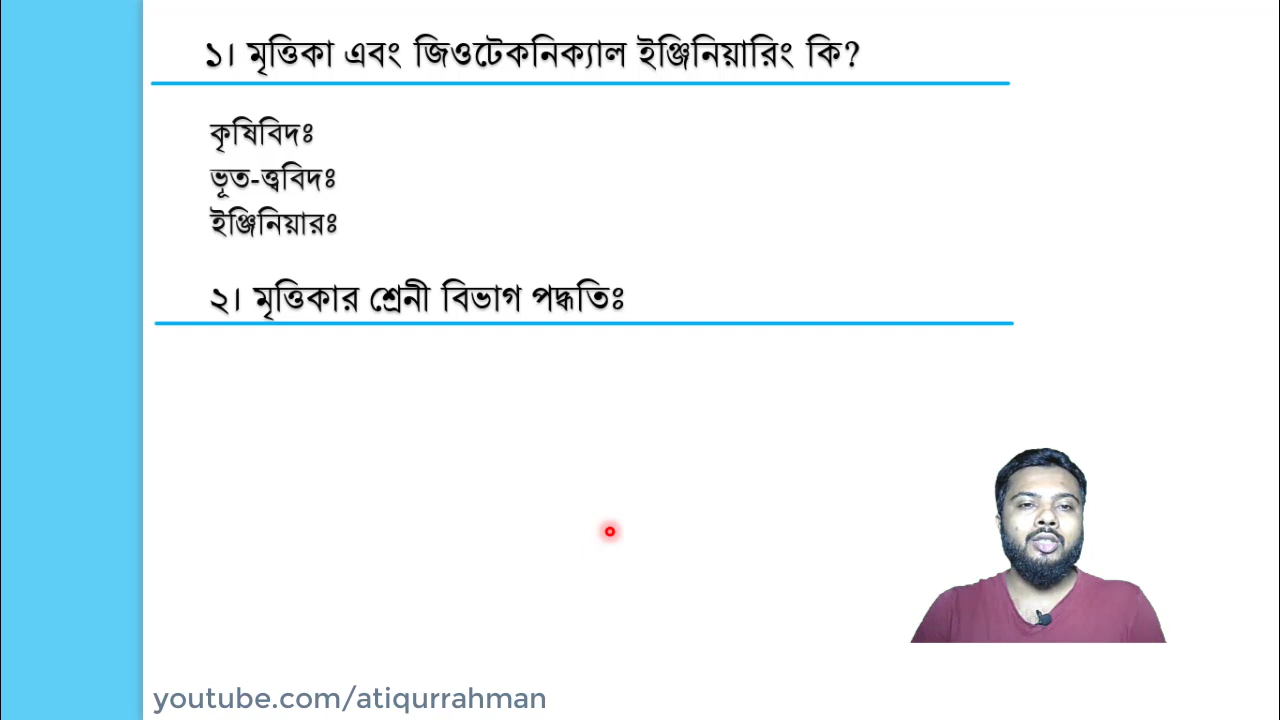 ১। মৃত্তিকা এবং জিওটেকনিক্যাল ইঞ্জিনিয়ারিং কি?
কৃষিবিদঃ
ভূত-ত্ত্ববিদঃ
ইঞ্জিনিয়ারঃ
২। মৃত্তিকার শ্রেনী বিভাগ পদ্ধতিঃ
youtube.com/atiqurrahman